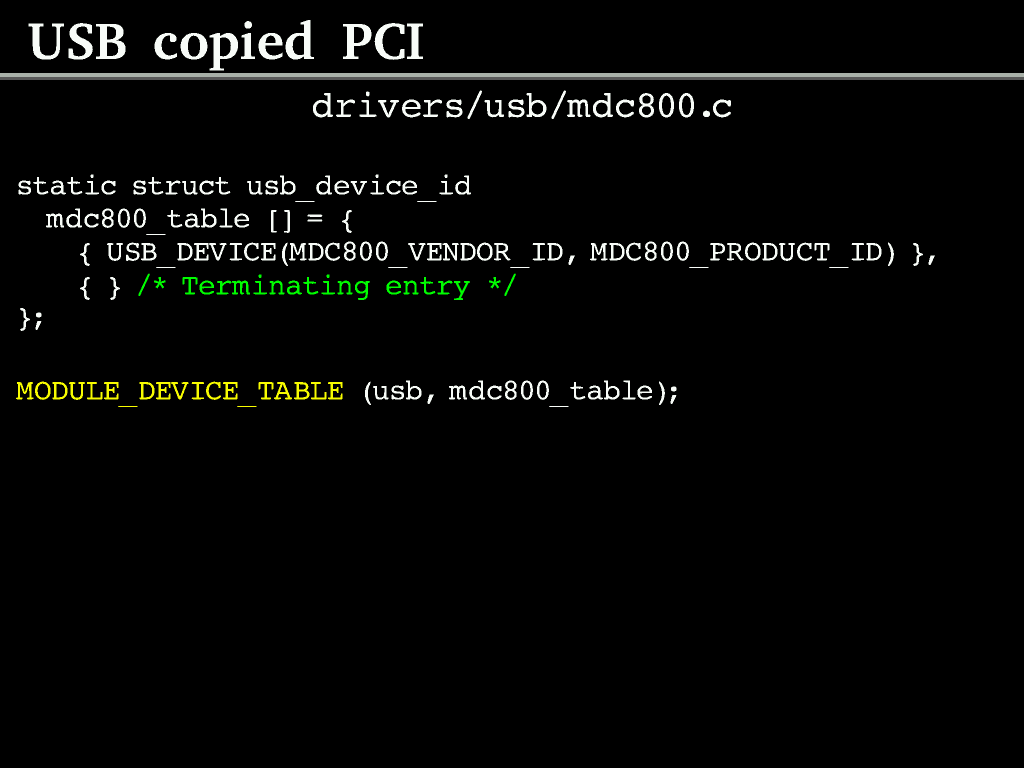 USB copied PCI
drivers/usb/mdc800.c
static struct usb_device_id
mdc800_table [] = {
{ USB_DEVICE(MDC800_VENDOR_ID, MDC800_PRODUCT_ID) },
{ } /* Terminating entry */
};
MODULE_DEVICE_TABLE (usb, mdc800_table);